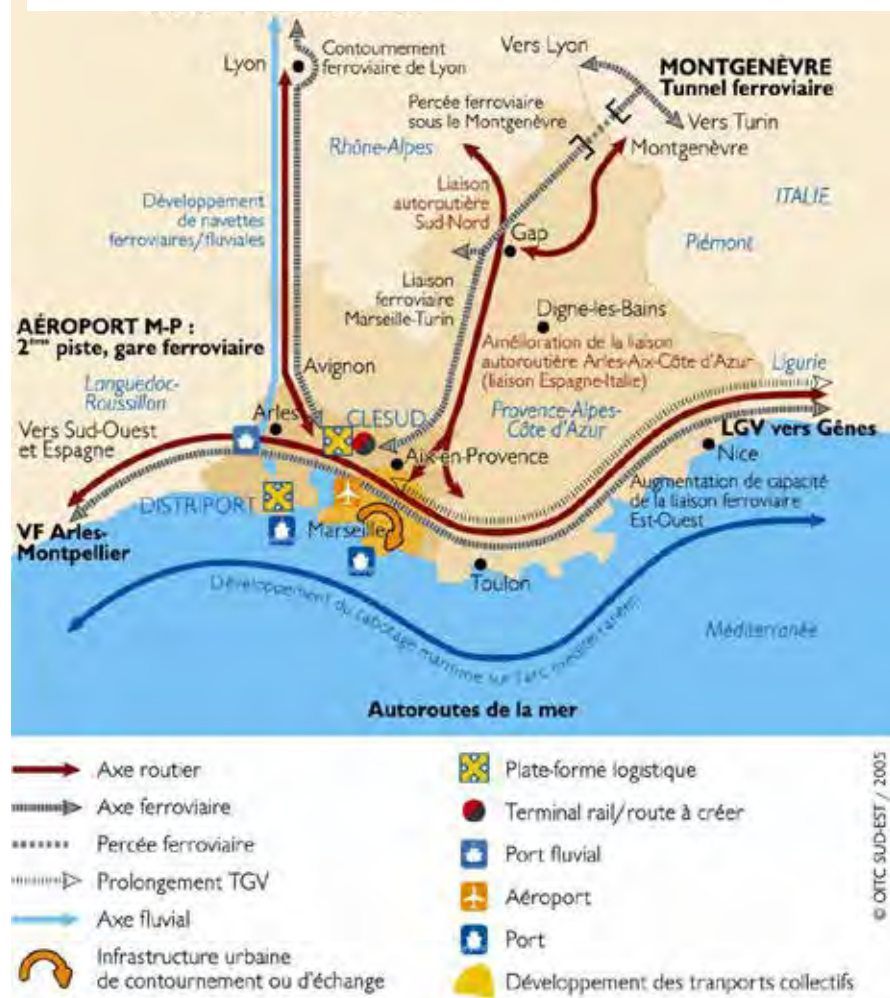 Lyon
Contournement
ferroviaire de Lyon
Vers Lyon
MONTGENÈVRE
Tunnel ferroviaire
Percée ferroviaire
sous le Montgenèvre
Vers Turin
Rhône-Alpes
Montgenèvre
Liaison
autoroutière
Sud-Nord
ITALIE
Développement
de navettes
ferroviaires/fluviales
Gap
Piémont
Liaison
ferroviaire
Marseille-Turin
Digne-les-Bains
AÉROPORT M-P :
2ème piste, gare ferroviaire
Amélioration de la liaison
autoroutière Arles-Aix-Côte d'Azur
(liaison Espagne-Italie)
Avignon
Ligurie
Languedoc-
Roussillon
Arles
CLESUD
Provence-Alpes-
Côte d'Azur
Vers Sud-Ouest
et Espagne
LGV vers Gênes
Aix-en-Provence
Nice
Augmentation de capacité
de la liaison ferroviaire
Est-Ouest
DISTRIPORT
Marseille
VF Arles-
Montpellier
Toulon
Développement du cabotage maritime sur l'arc méditerranéen
Méditerranée
Autoroutes de la mer
Axe routier
Axe ferroviaire
Percée ferroviaire
Prolongement TGV
Axe fluvial
Infrastructure urbaine
de contournement ou d'échange
Plate-forme logistique
Terminal rail/route à créer
Port fluvial
Aéroport
Port
Développement des tranports collectifs
© OITC SUD-EST / 2005